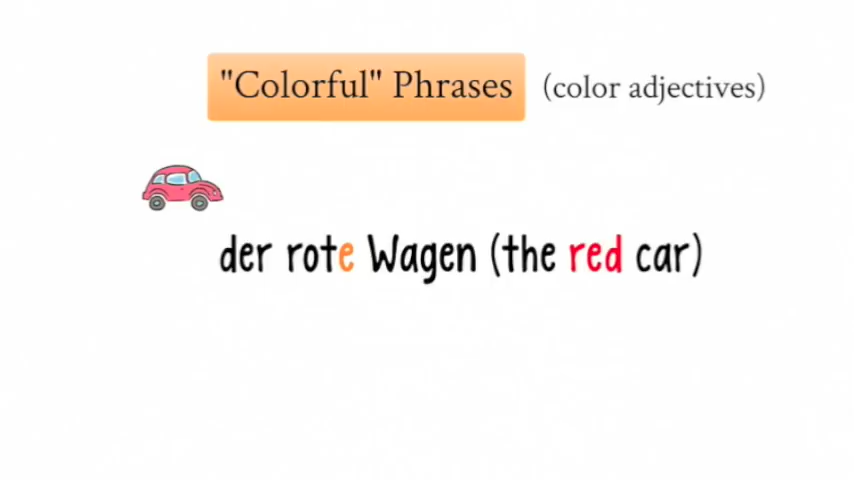 "Colorful" Phrases (color adjectives)
der rote Wagen (the red car)